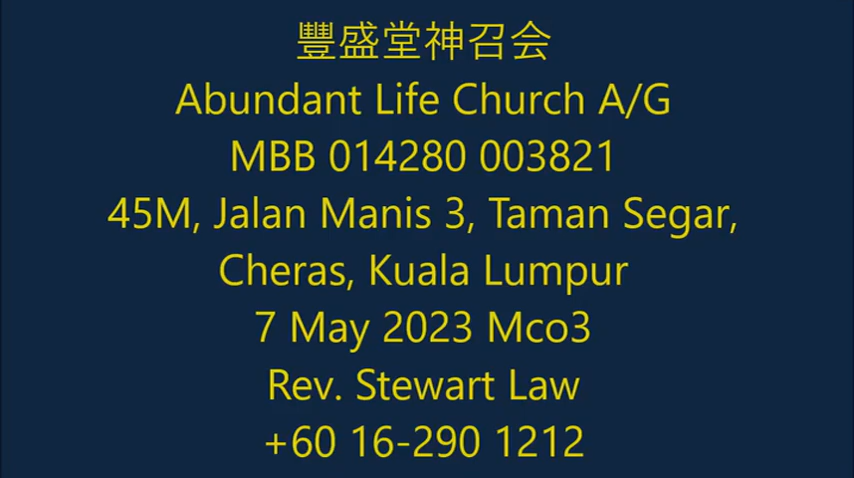 豐盛堂神召会
Abundant Life Church A/G
MBB 014280 003821
45M, Jalan Manis 3, Taman Segar,
Cheras, Kuala Lumpur
7 May 2023 Mco3
Rev. Stewart Law
+60 16-290 1212